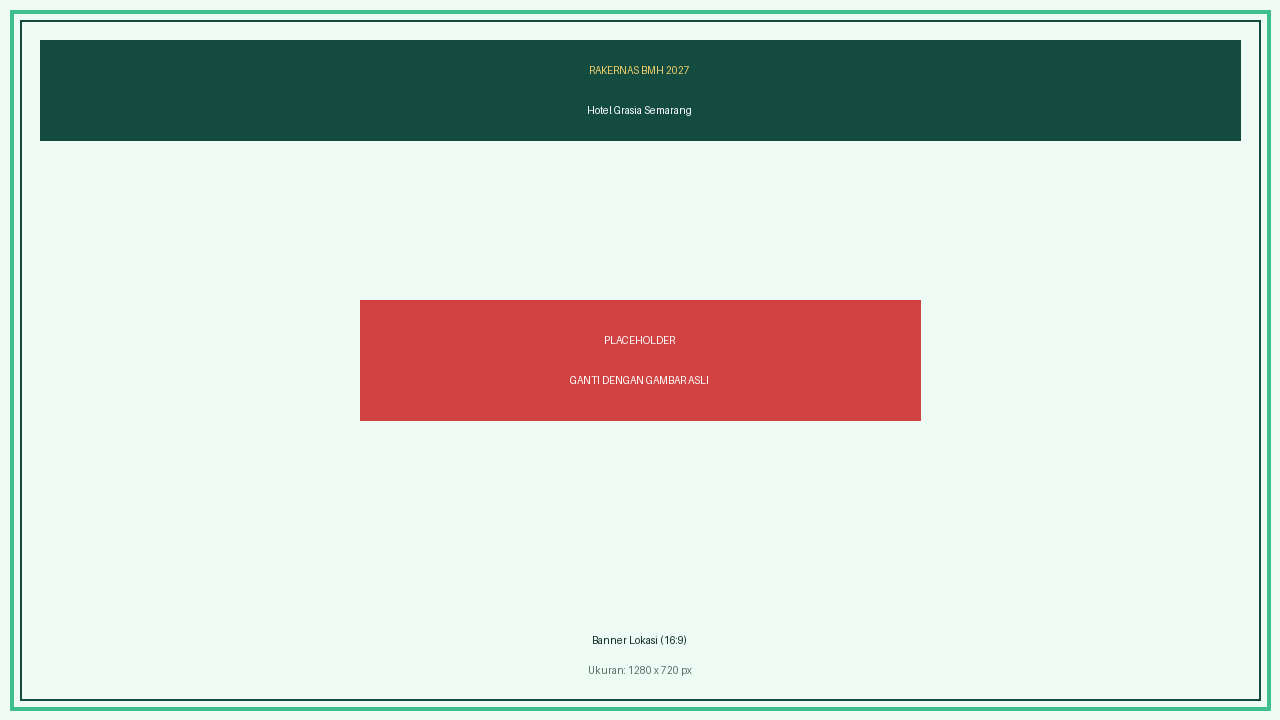 RAKERNAS BMH 2027
Hotel Grasia Semarang
PLACEHOLDER
GANTI DENGAN GAMBAR ASLI
Banner Lokasi (16:9)
Ukuran: 1280 x 720 px